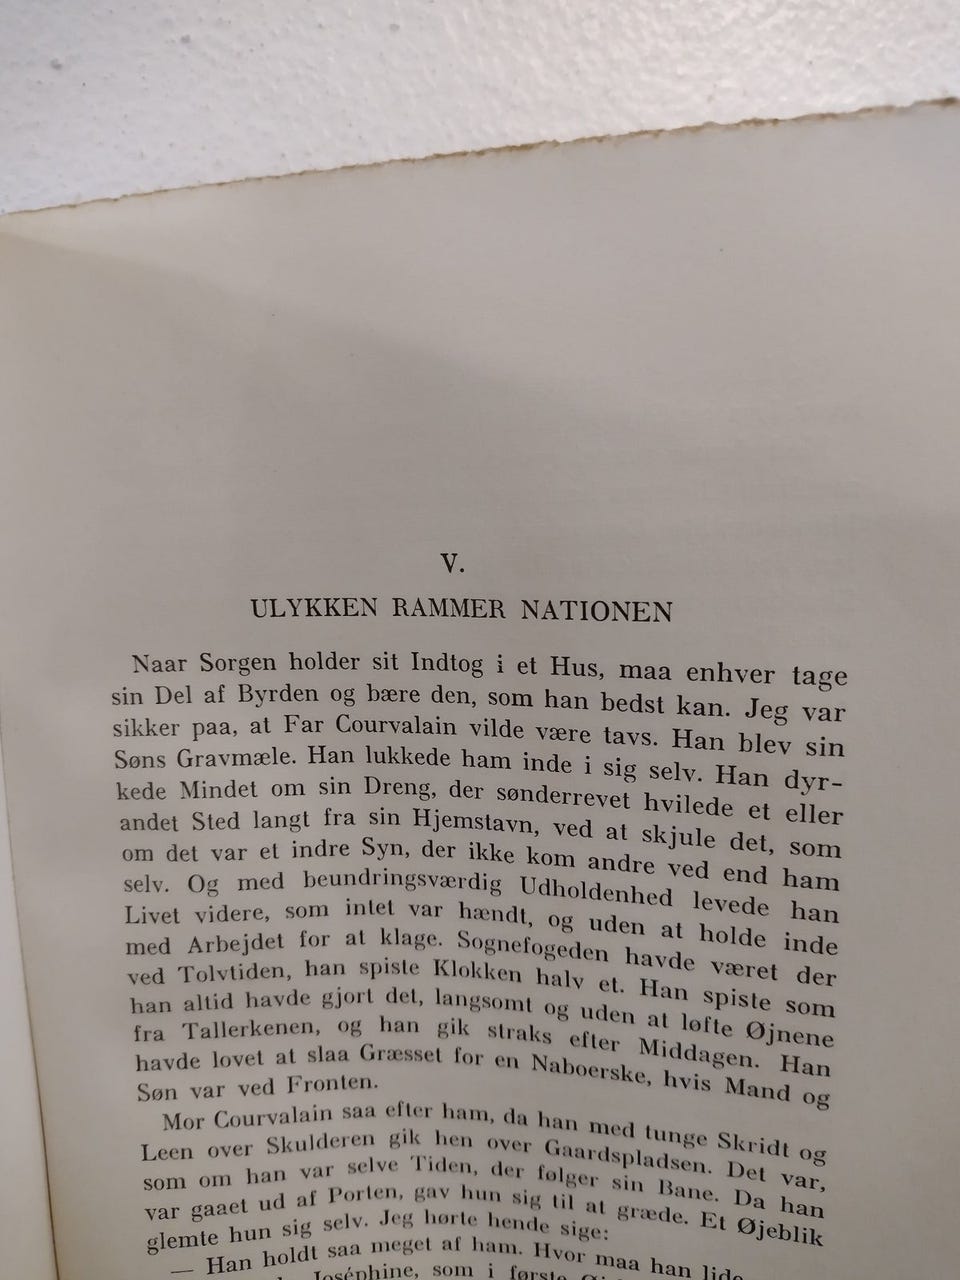 V.
ULYKKEN RAMMER NATIONEN
Naar Sorgen holder sit Indtog i et Hus, maa enhver tage
sin Del af Byrden og bære den, som han bedst kan. Jeg var
sikker paa, at Far Courvalain vilde være tavs. Han blev sin
Søns Gravmæle. Han lukkede ham inde i sig selv. Han dyr-
kede Mindet om sin Dreng, der sønderrevet hvilede et eller
andet Sted langt fra sin Hjemstavn, ved at skjule det, som
om det var et indre Syn, der ikke kom andre ved end ham
selv. Og med beundringsværdig Udholdenhed levede han
Livet videre, som intet var hændt, og uden at holde inde
med Arbejdet for at klage. Sognefogeden havde været der
ved Tolvtiden, han spiste Klokken halv et. Han spiste som
han altid havde gjort det, langsomt og uden at løfte Øjnene
fra Tallerkenen, og han gik straks efter Middagen. Han
havde lovet at slaa Græsset for en Naboerske, hvis Mand og
Søn var ved Fronten.
Mor Courvalain saa efter ham, da han med tunge Skridt og
Leen over Skulderen gik hen over Gaardspladsen. Det var,
som om han var selve Tiden, der følger sin Bane. Da han
var gaaet ud af Porten, gav hun sig til at græde. Et Øjeblik
glemte hun sig selv. Jeg hørte hende sige:
— Han holdt saa meget af ham. Hvor maa han lide
Joséphine, som i første